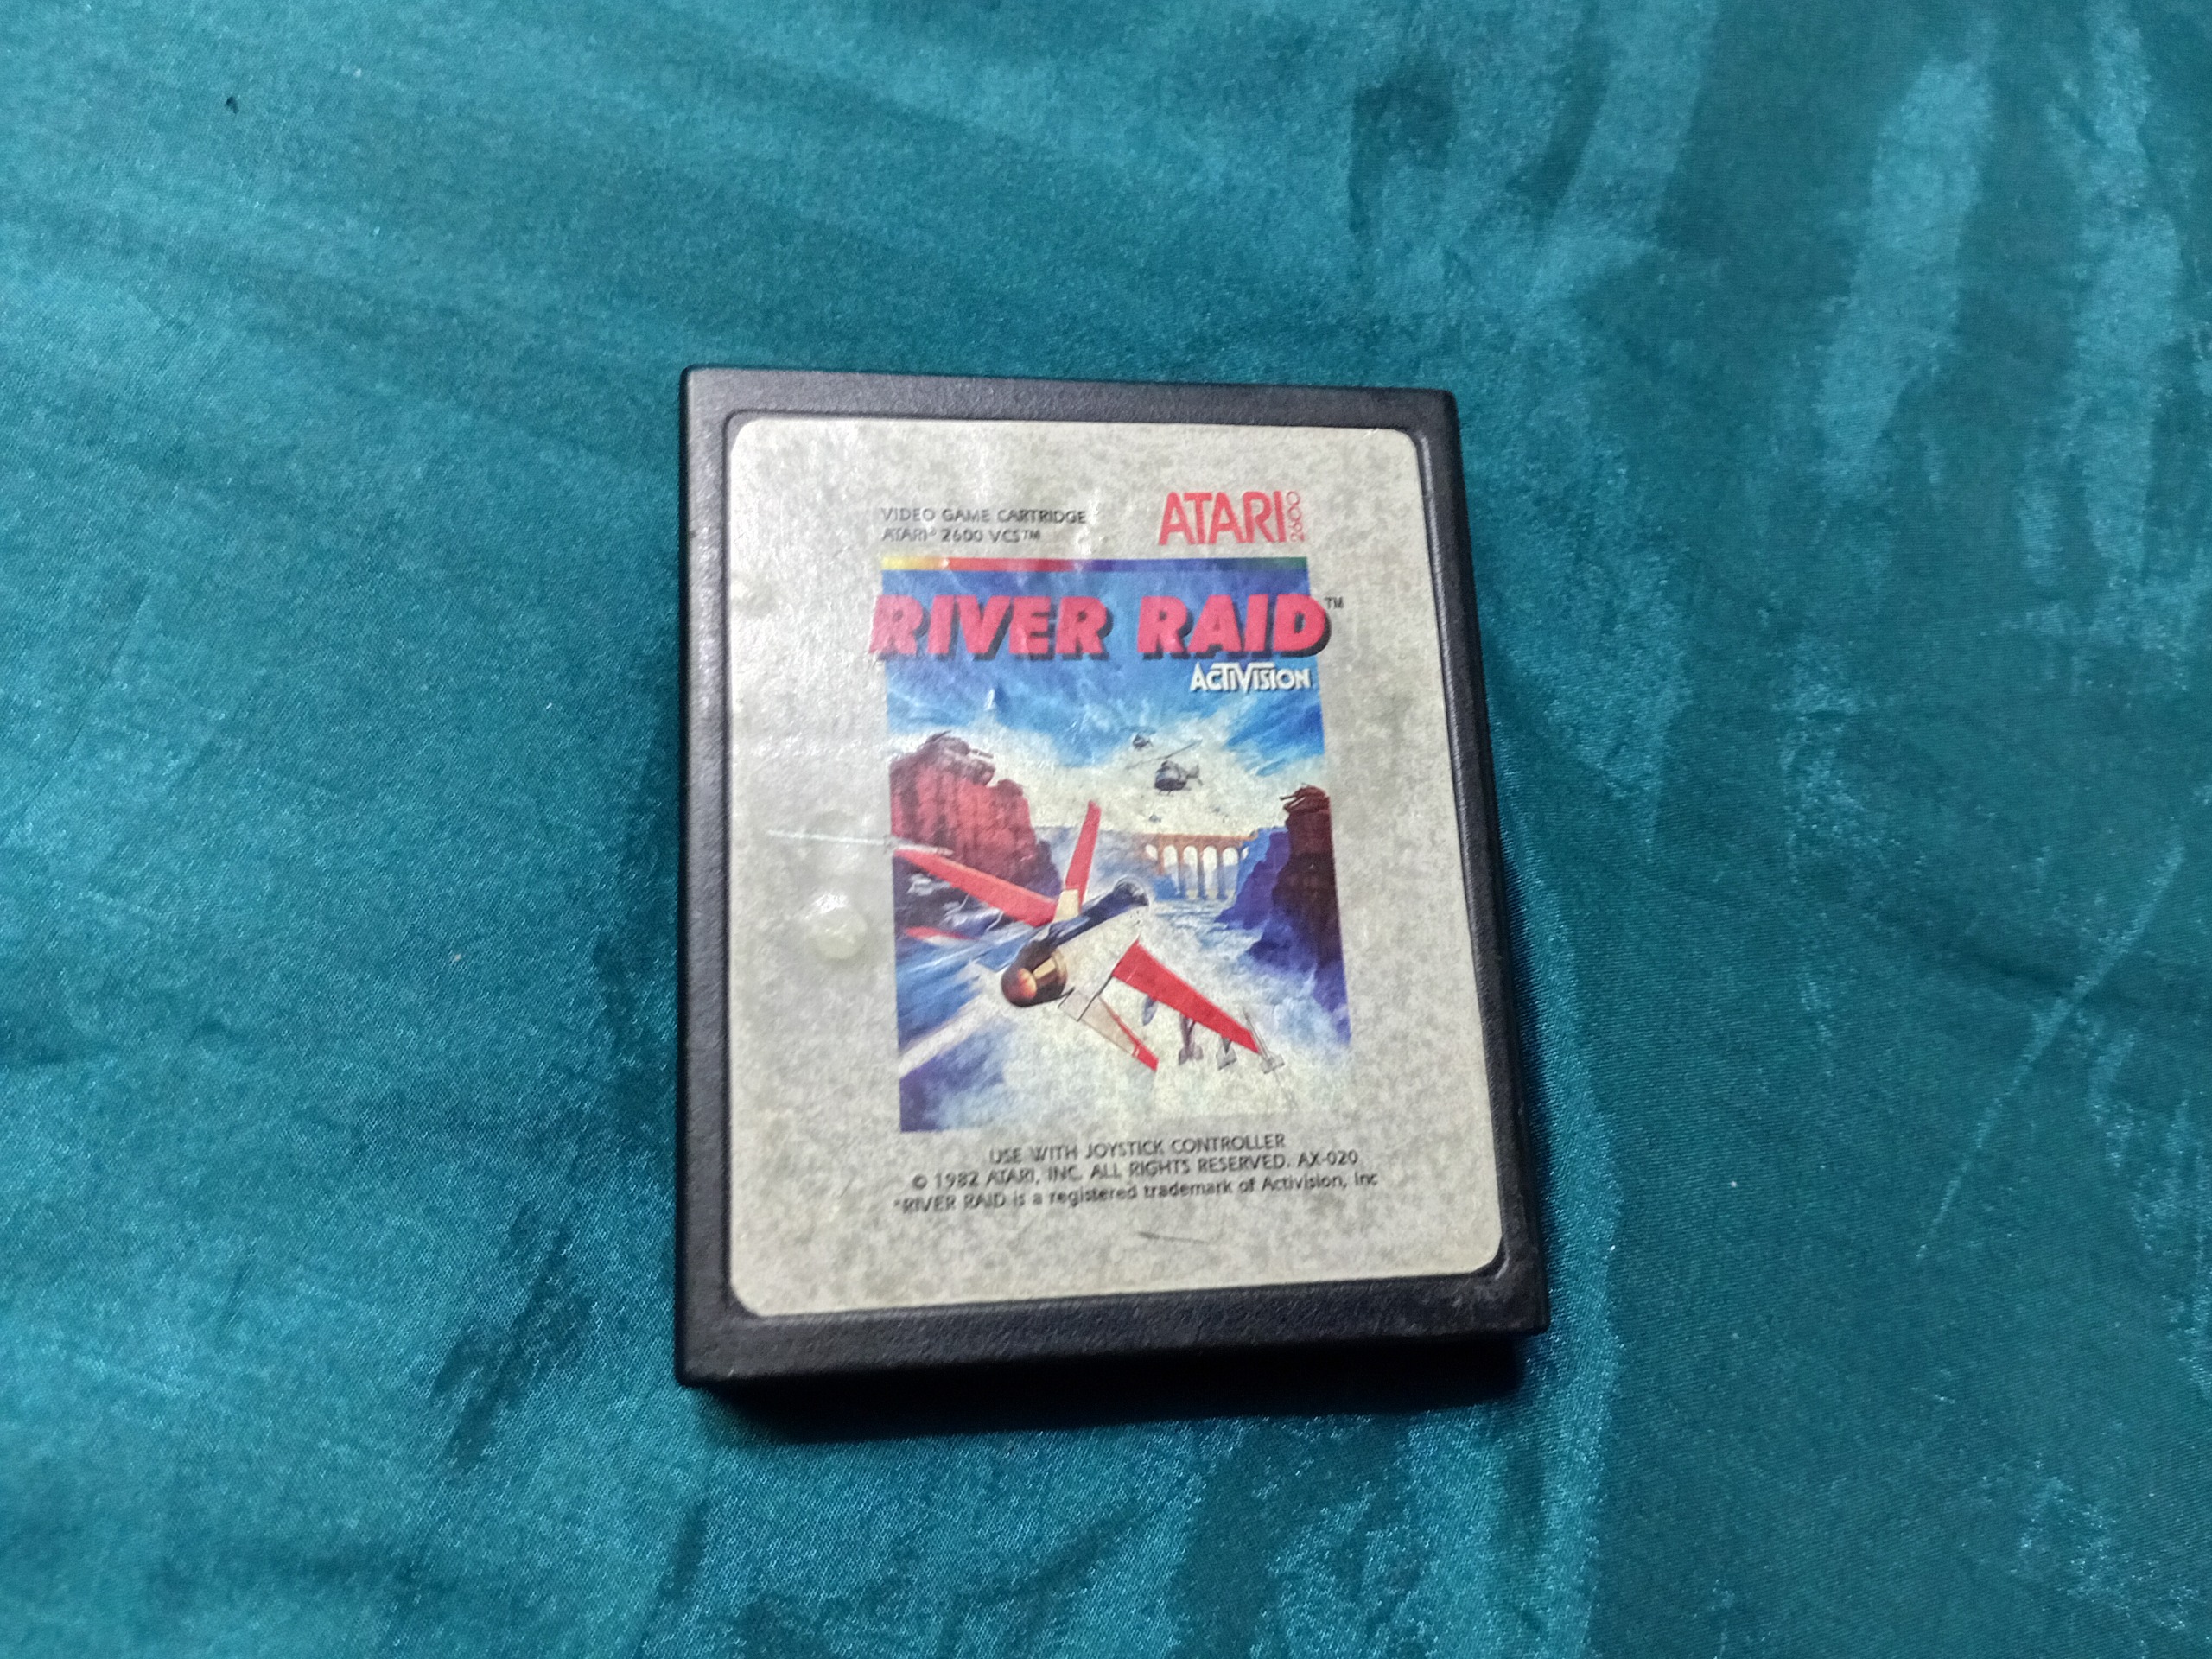 VIDEO GAME CARTRIDGE
ATARI® 2600 VCS™
ATARI 2600
RIVER RAID™
ACTIVISION
USE WITH JOYSTICK CONTROLLER
© 1982 ATARI, INC. ALL RIGHTS RESERVED. AX-020
*RIVER RAID is a registered trademark of Activision, Inc